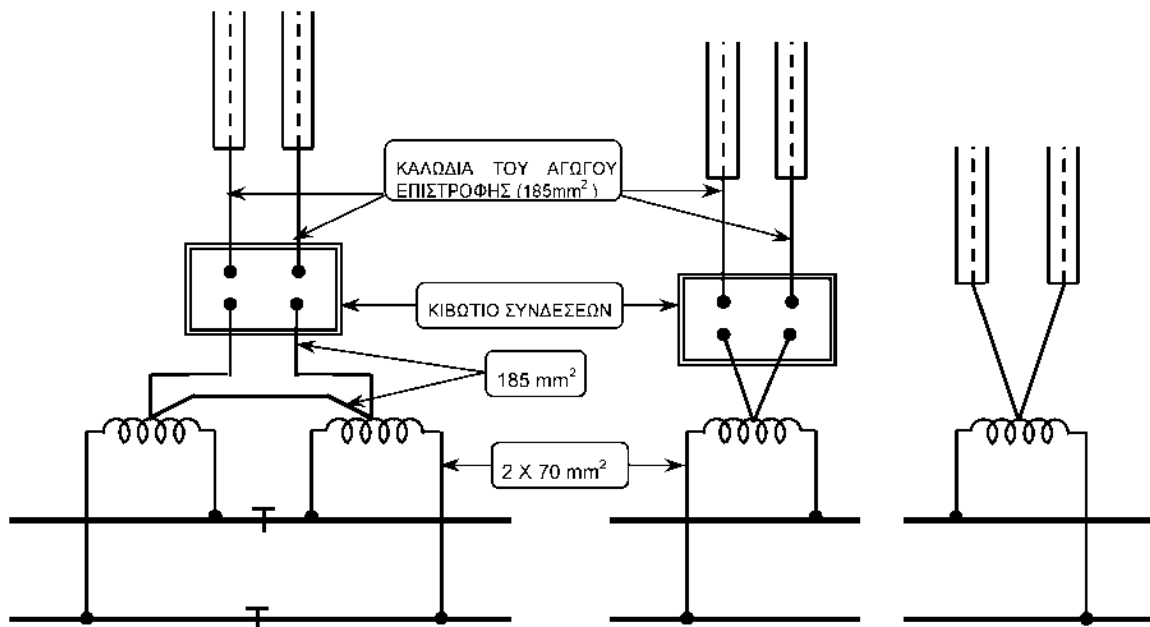 ΚΑΛΩΔΙΑ ΤΟΥ ΑΓΩΓΟΥ
ΕΠΙΣΤΡΟΦΗΣ (185mm²)
ΚΙΒΩΤΙΟ ΣΥΝΔΕΣΕΩΝ
185 mm²
2 X 70 mm²